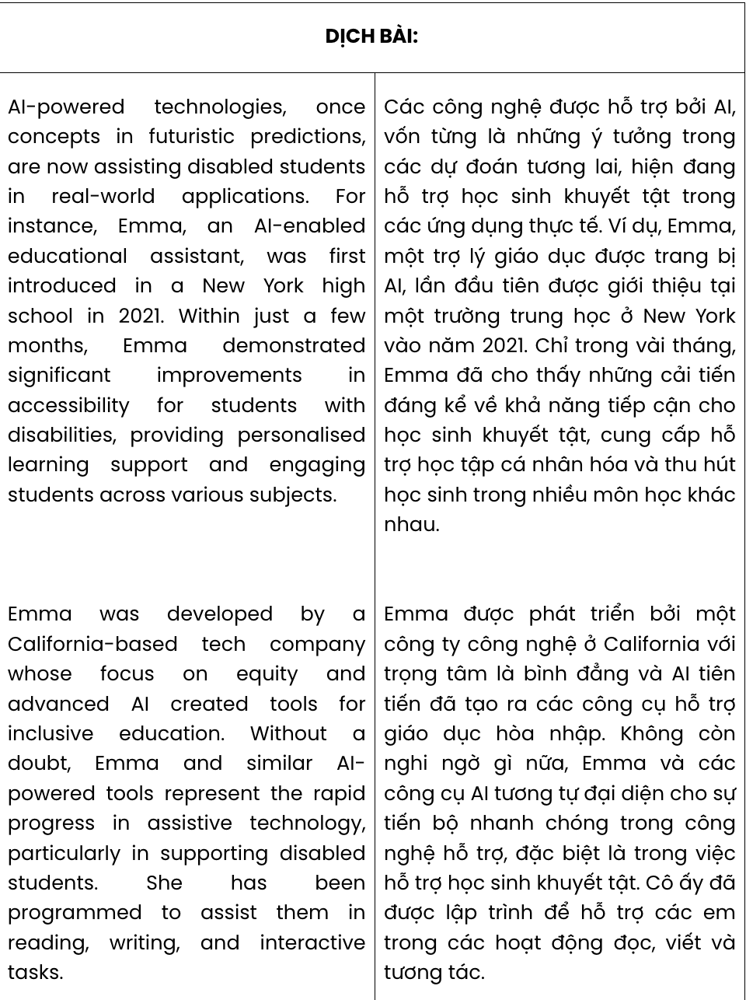 DỊCH BÀI:
AI-powered technologies, once
concepts in futuristic predictions,
are now assisting disabled students
in real-world applications. For
instance, Emma, an AI-enabled
educational assistant, was first
introduced in a New York high
school in 2021. Within just a few
months, Emma demonstrated
significant improvements in
accessibility for students with
disabilities, providing personalised
learning support and engaging
students across various subjects.
Các công nghệ được hỗ trợ bởi AI,
vốn từng là những ý tưởng trong
các dự đoán tương lai, hiện đang
hỗ trợ học sinh khuyết tật trong
các ứng dụng thực tế. Ví dụ, Emma,
một trợ lý giáo dục được trang bị
AI, lần đầu tiên được giới thiệu tại
một trường trung học ở New York
vào năm 2021. Chỉ trong vài tháng,
Emma đã cho thấy những cải tiến
đáng kể về khả năng tiếp cận cho
học sinh khuyết tật, cung cấp hỗ
trợ học tập cá nhân hóa và thu hút
học sinh trong nhiều môn học khác
nhau.
Emma was developed by a
California-based tech company
whose focus on equity and
advanced AI created tools for
inclusive education. Without a
doubt, Emma and similar AI-
powered tools represent the rapid
progress in assistive technology,
particularly in supporting disabled
students. She has been
programmed to assist them in
reading, writing, and interactive
tasks.
Emma được phát triển bởi một
công ty công nghệ ở California với
trọng tâm là bình đẳng và AI tiên
tiến đã tạo ra các công cụ hỗ trợ
giáo dục hòa nhập. Không còn
nghi ngờ gì nữa, Emma và các
công cụ AI tương tự đại diện cho sự
tiến bộ nhanh chóng trong công
nghệ hỗ trợ, đặc biệt là trong việc
hỗ trợ học sinh khuyết tật. Cô ấy đã
được lập trình để hỗ trợ các em
trong các hoạt động đọc, viết và
tương tác.